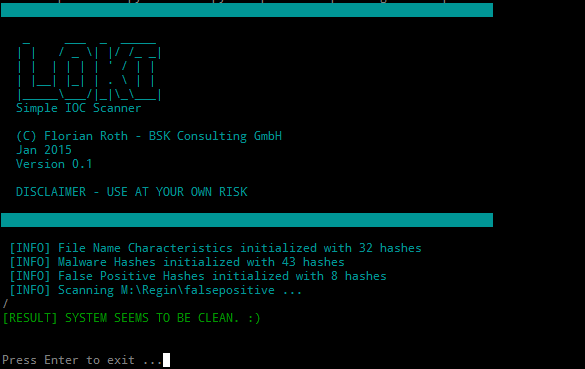 LOKI
Simple IOC Scanner
(C) Florian Roth - BSK Consulting GmbH
Jan 2015
Version 0.1
DISCLAIMER - USE AT YOUR OWN RISK
[INFO] File Name Characteristics initialized with 32 hashes
[INFO] Malware Hashes initialized with 43 hashes
[INFO] False Positive Hashes initialized with 8 hashes
[INFO] Scanning M:\Regin\falsepositive ...
/
[RESULT] SYSTEM SEEMS TO BE CLEAN. :)
Press Enter to exit ...